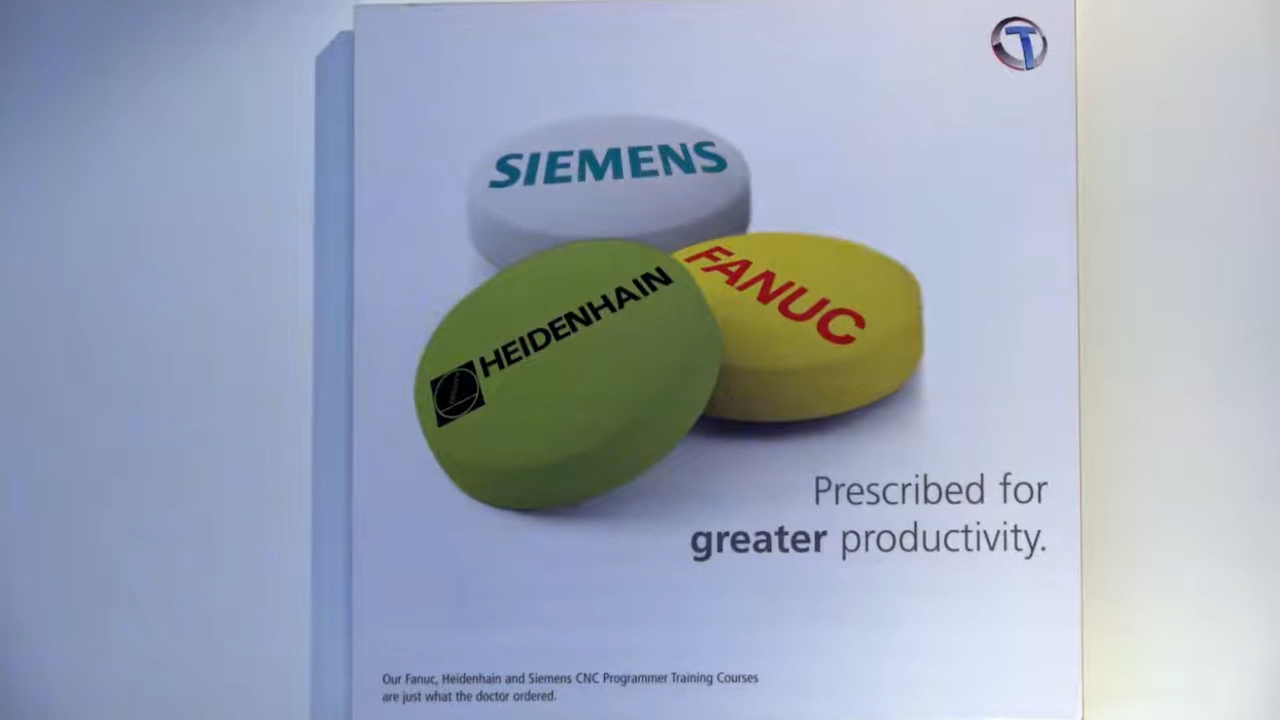 T
SIEMENS
HEIDENHAIN
FANUC
Prescribed for
greater productivity.
Our Fanuc, Heidenhain and Siemens CNC Programmer Training Courses
are just what the doctor ordered.